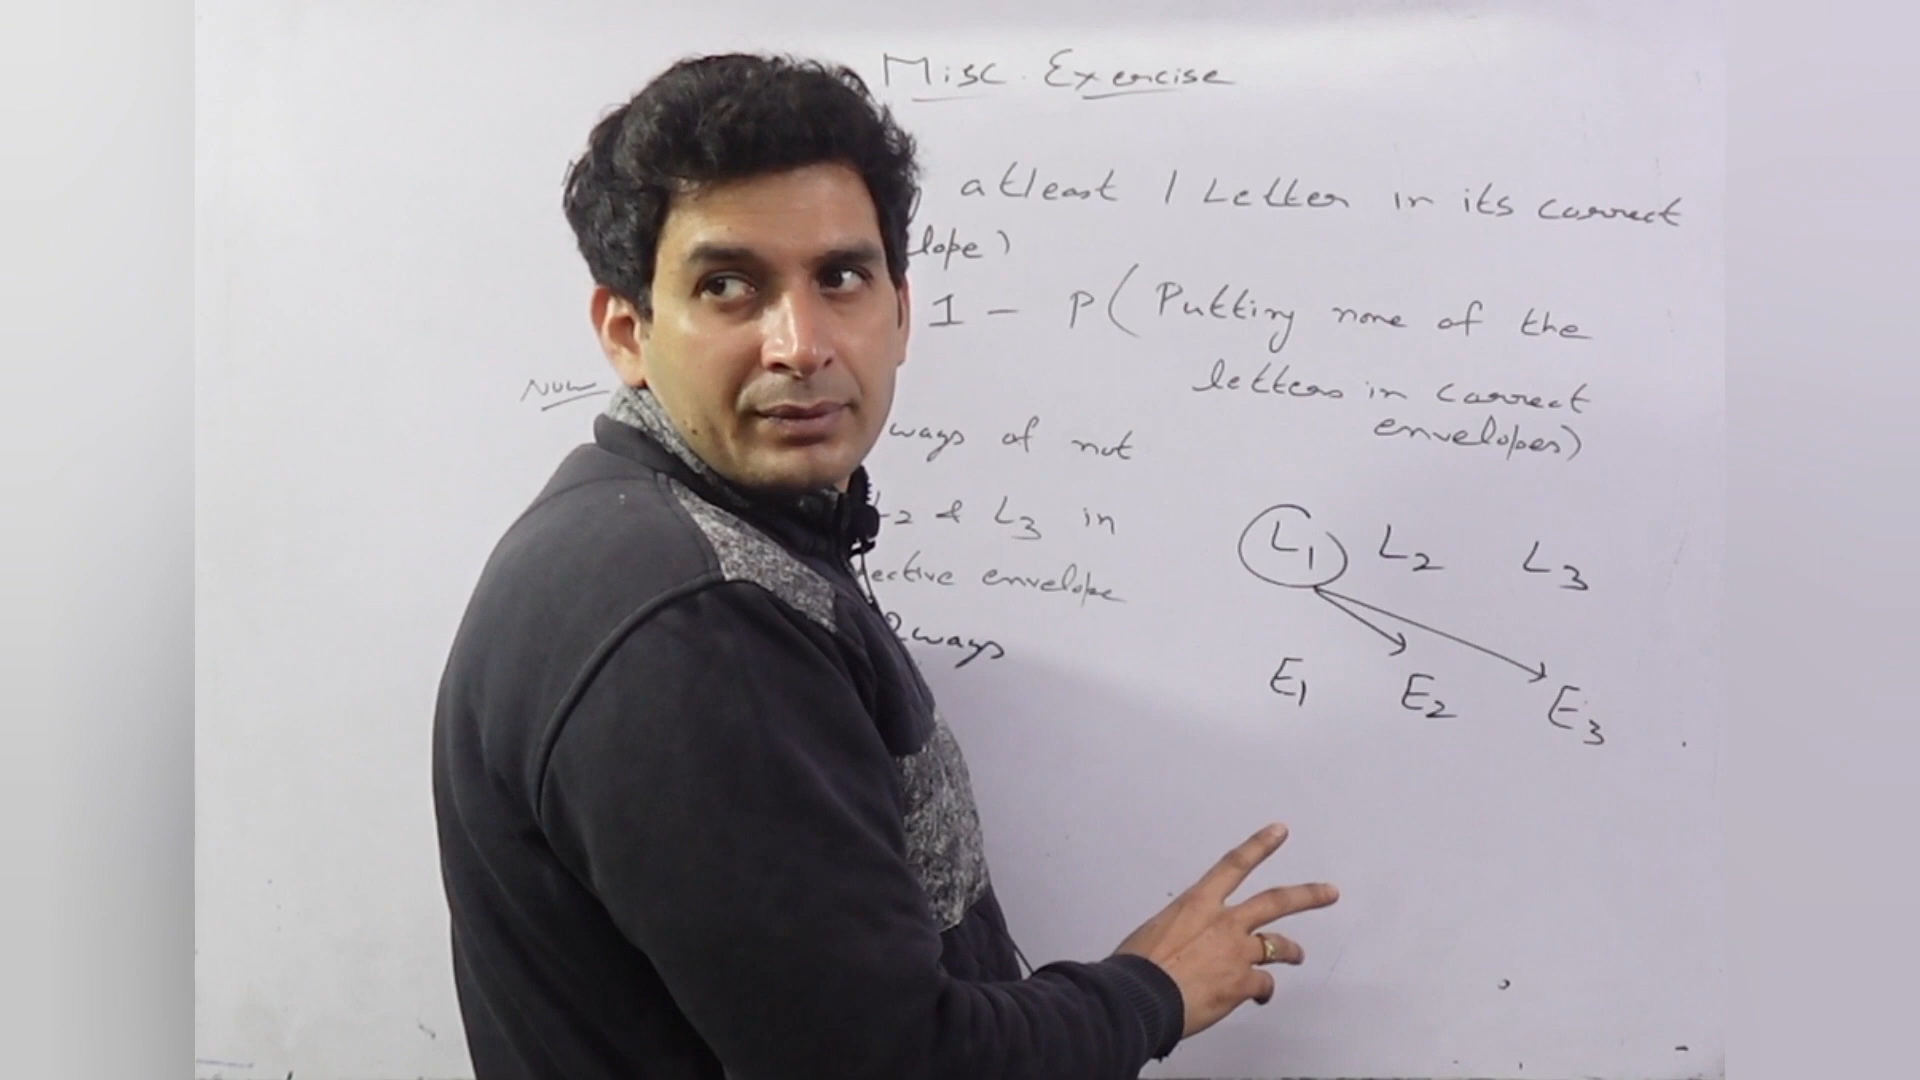 Misc. Exercise
atleast 1 Letter in its correct
lope)
1 - P(Putting none of the
letters in correct
envelopes)
Now
ways of not
L2 & L3 in
ective envelope
2 ways
L1 L2 L3
E1 E2 E3